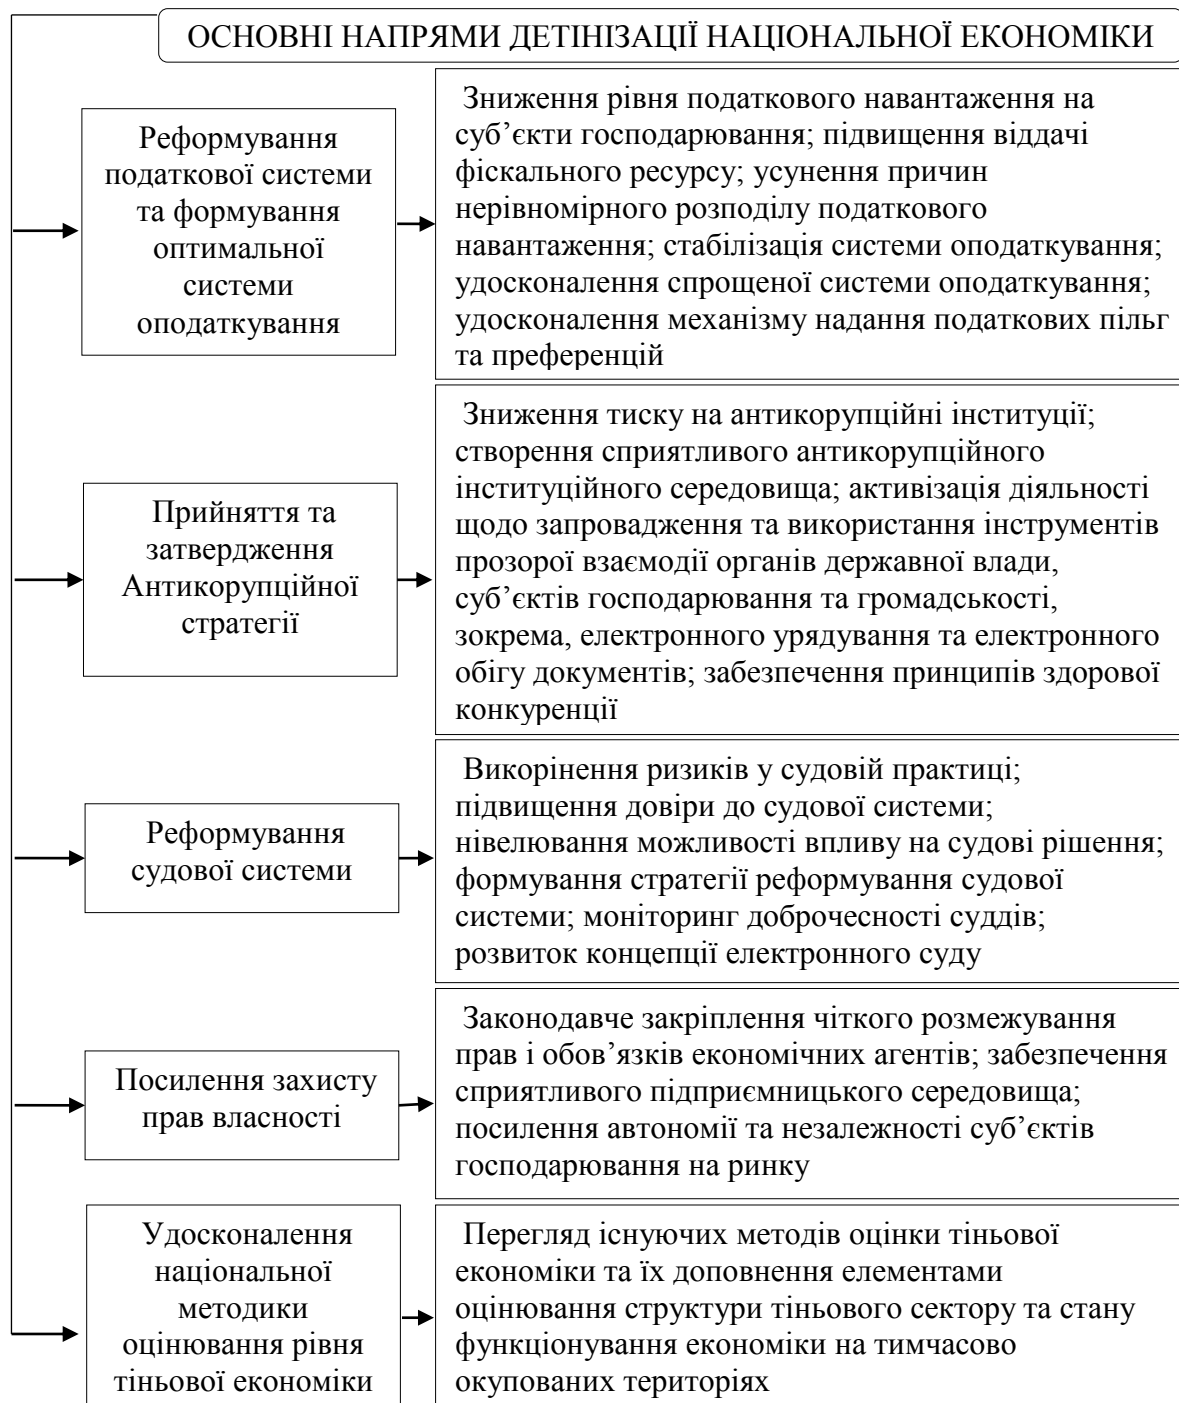 ОСНОВНІ НАПРЯМИ ДЕТІНІЗАЦІЇ НАЦІОНАЛЬНОЇ ЕКОНОМІКИ
Реформування
податкової системи
та формування
оптимальної
системи
оподаткування
Зниження рівня податкового навантаження на
суб’єкти господарювання; підвищення віддачі
фіскального ресурсу; усунення причин
нерівномірного розподілу податкового
навантаження; стабілізація системи оподаткування;
удосконалення спрощеної системи оподаткування;
удосконалення механізму надання податкових пільг
та преференцій
Прийняття та
затвердження
Антикорупційної
стратегії
Зниження тиску на антикорупційні інституції;
створення сприятливого антикорупційного
інституційного середовища; активізація діяльності
щодо запровадження та використання інструментів
прозорої взаємодії органів державної влади,
суб’єктів господарювання та громадськості,
зокрема, електронного урядування та електронного
обігу документів; забезпечення принципів здорової
конкуренції
Реформування
судової системи
Викорінення ризиків у судовій практиці;
підвищення довіри до судової системи;
нівелювання можливості впливу на судові рішення;
формування стратегії реформування судової
системи; моніторинг доброчесності суддів;
розвиток концепції електронного суду
Посилення захисту
прав власності
Законодавче закріплення чіткого розмежування
прав і обов’язків економічних агентів; забезпечення
сприятливого підприємницького середовища;
посилення автономії та незалежності суб’єктів
господарювання на ринку
Удосконалення
національної
методики
оцінювання рівня
тіньової економіки
Перегляд існуючих методів оцінки тіньової
економіки та їх доповнення елементами
оцінювання структури тіньового сектору та стану
функціонування економіки на тимчасово
окупованих територіях